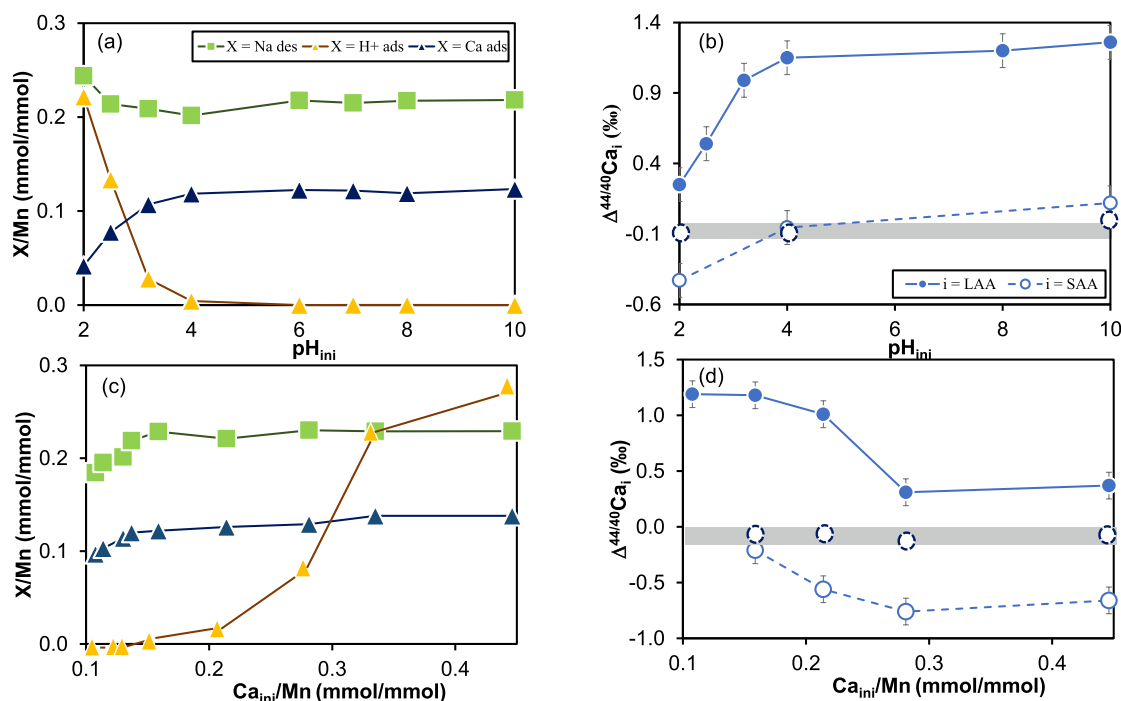 (a)
X = Na des X = H+ ads X = Ca ads
0.3
0.2
0.1
0.0
X/Mn (mmol/mmol)
2 4 6 8 10
pHini
(b)
1.4
0.9
0.4
-0.1
-0.6
Δ44/40Cai (‰)
i = LAA i = SAA
2 4 6 8 10
pHini
(c)
0.3
0.2
0.1
0.0
X/Mn (mmol/mmol)
0.1 0.2 0.3 0.4
Caini/Mn (mmol/mmol)
(d)
1.5
1.0
0.5
0.0
-0.5
-1.0
Δ44/40Cai (‰)
0.1 0.2 0.3 0.4
Caini/Mn (mmol/mmol)